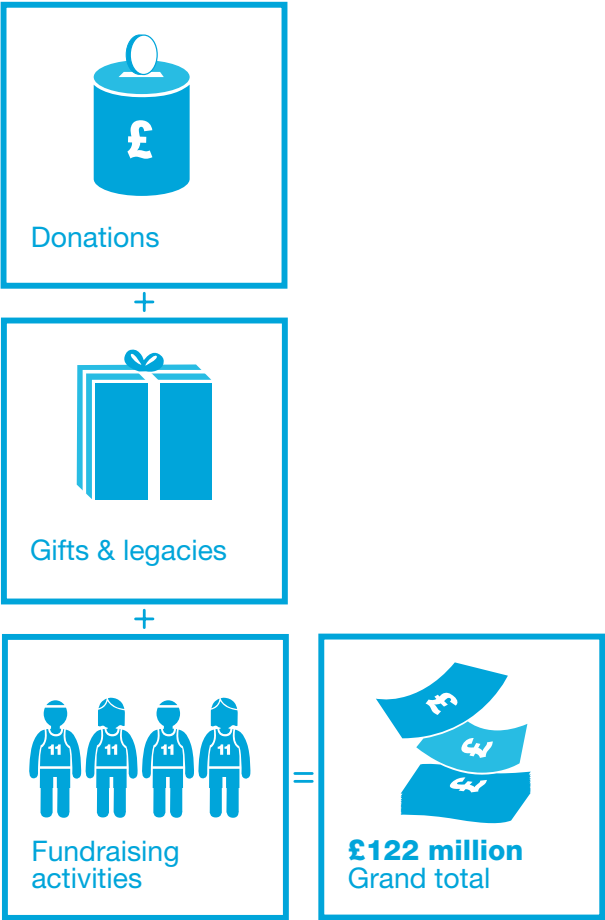 £
Donations
+
Gifts & legacies
+
11 11 11 11
Fundraising
activities
=
£
£
£
£122 million
Grand total